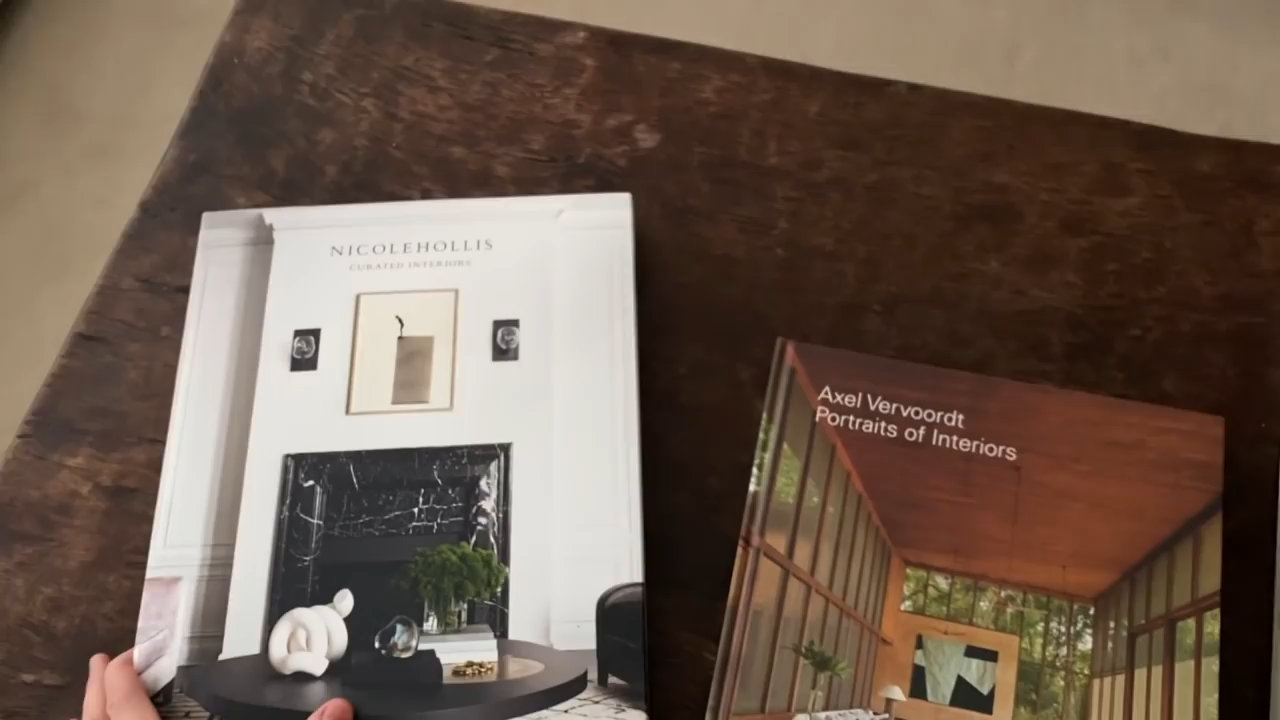 NICOLEHOLLIS
CURATED INTERIORS
Axel Vervoordt
Portraits of Interiors